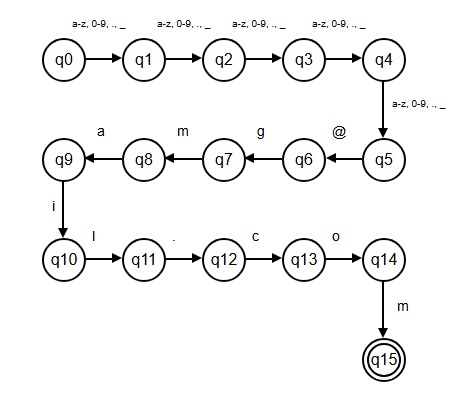 a-z, 0-9, ., _ a-z, 0-9, ., _ a-z, 0-9, ., _ a-z, 0-9, ., _
q0 q1 q2 q3 q4
a-z, 0-9, ., _
a m g @
q9 q8 q7 q6 q5
i
l . c o
q10 q11 q12 q13 q14
m
q15